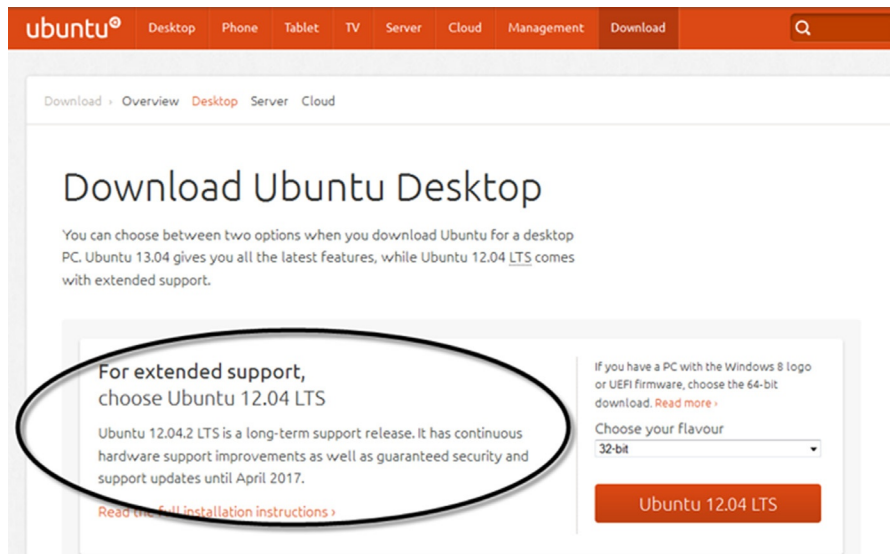 ubuntu Desktop Phone Tablet TV Server Cloud Management Download
Download › Overview Desktop Server Cloud
Download Ubuntu Desktop
You can choose between two options when you download Ubuntu for a desktop
PC. Ubuntu 13.04 gives you all the latest features, while Ubuntu 12.04 LTS comes
with extended support.
For extended support,
choose Ubuntu 12.04 LTS
Ubuntu 12.04.2 LTS is a long-term support release. It has continuous
hardware support improvements as well as guaranteed security and
support updates until April 2017.
Read the full installation instructions ›
If you have a PC with the Windows 8 logo
or UEFI firmware, choose the 64-bit
download. Read more ›
Choose your flavour
32-bit
Ubuntu 12.04 LTS